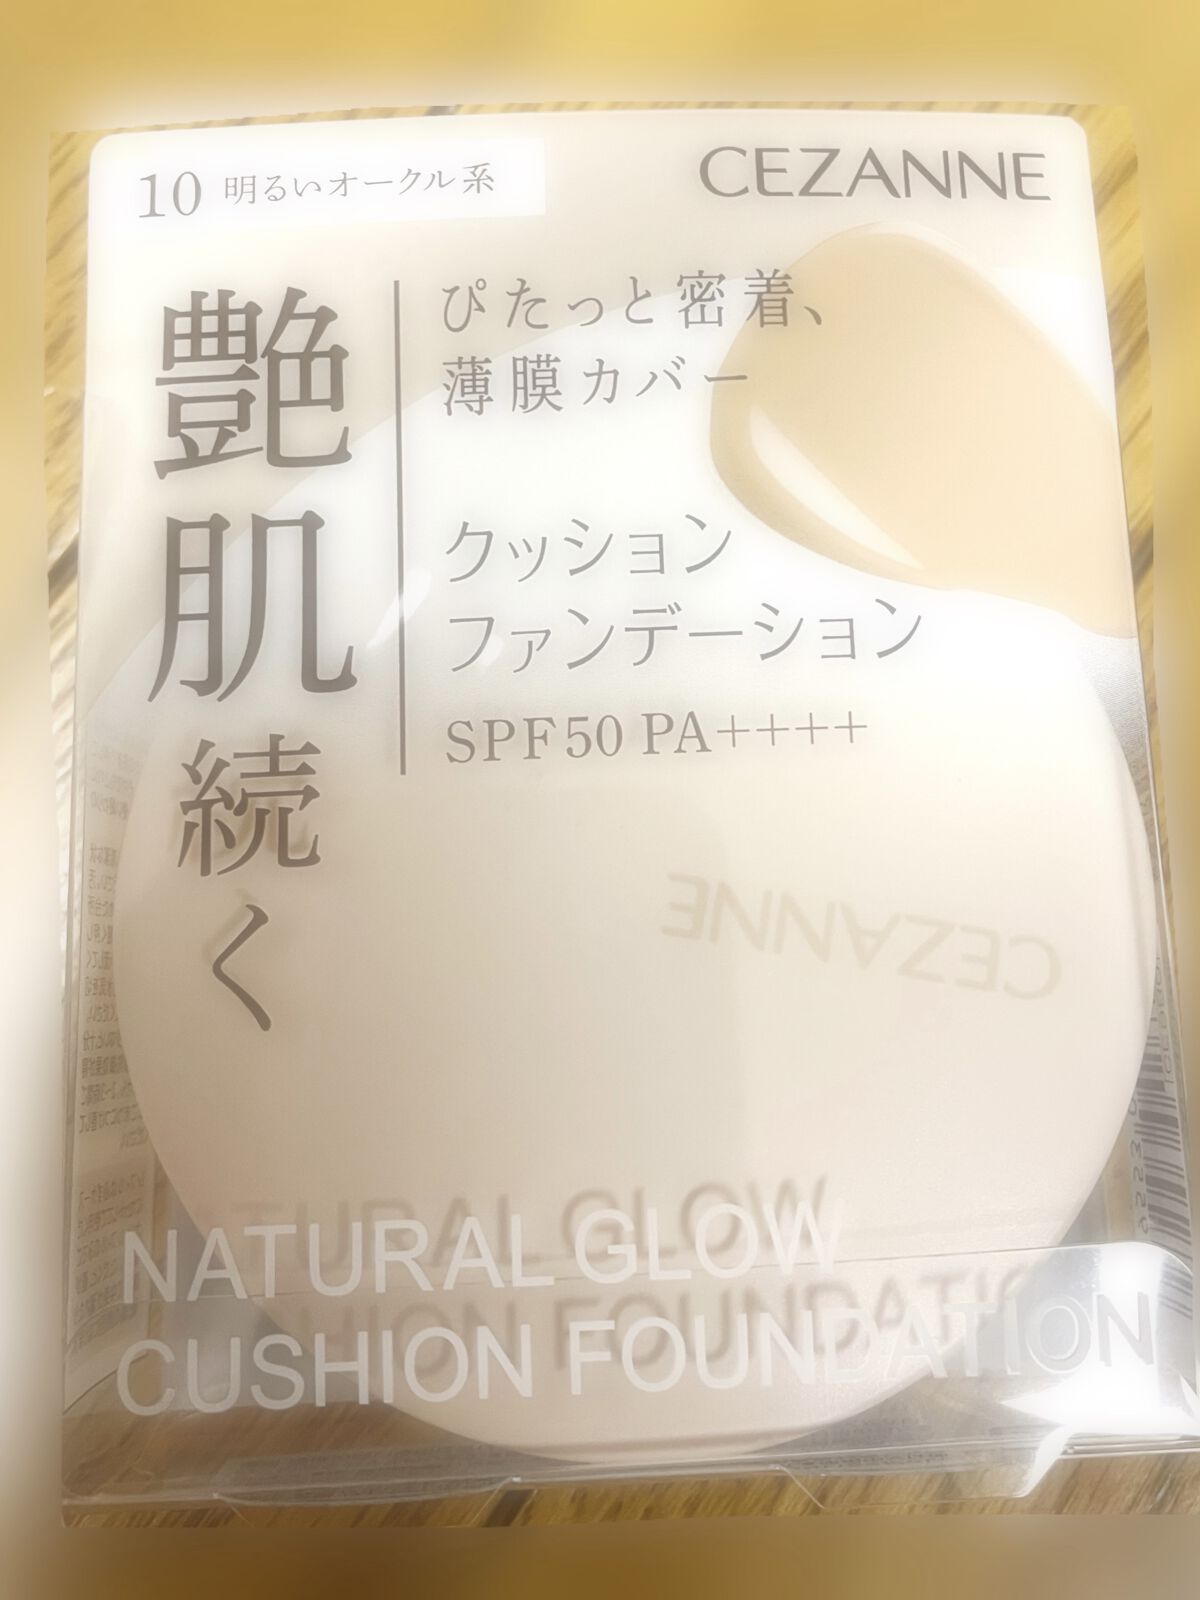 10 明るいオークル系
CEZANNE
艶肌続く
ぴたっと密着、
薄膜カバー
クッション
ファンデーション
SPF50 PA++++
CEZANNE
NATURAL GLOW
CUSHION FOUNDATION